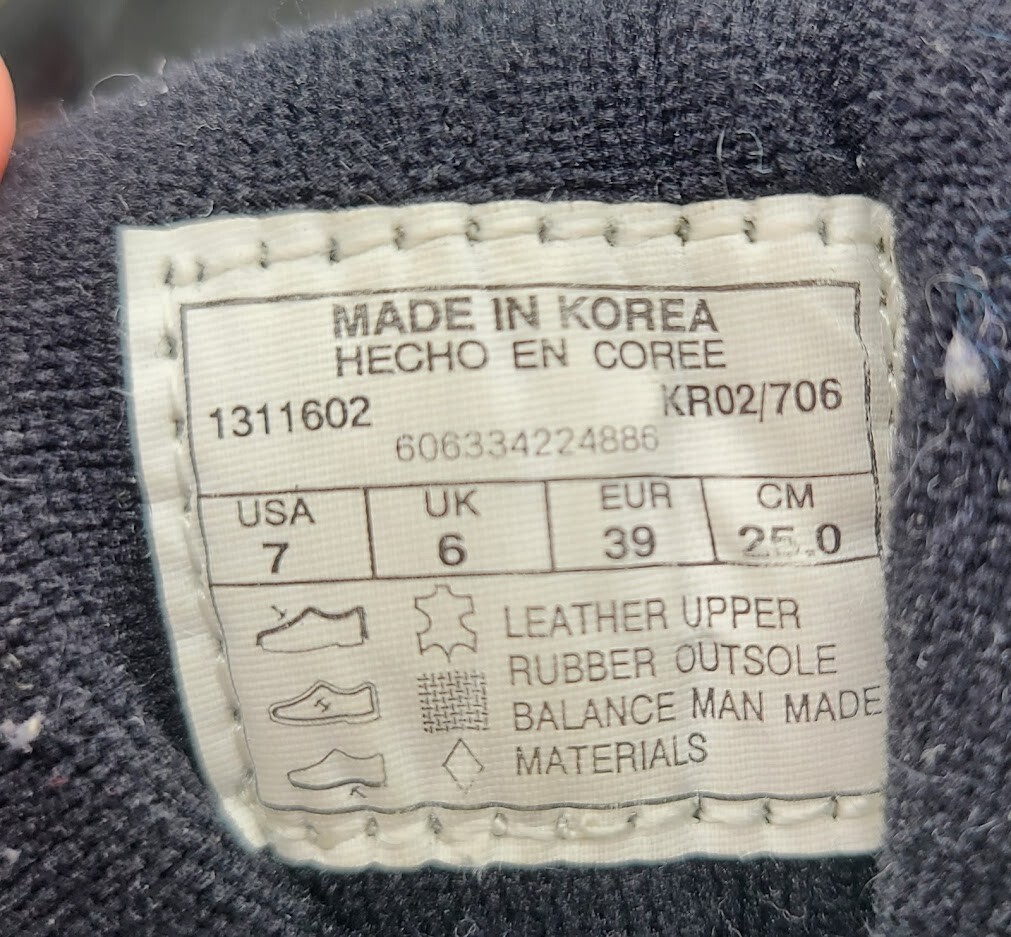 MADE IN KOREA
HECHO EN COREE
1311602 KR02/706
606334224886
USA UK EUR CM
7 6 39 25.0
LEATHER UPPER
RUBBER OUTSOLE
BALANCE MAN MADE
MATERIALS